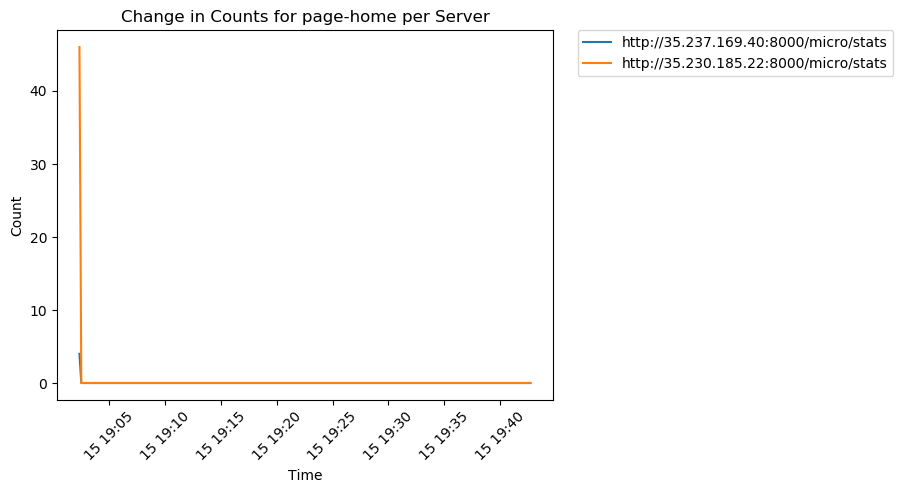 Change in Counts for page-home per Server
http://35.237.169.40:8000/micro/stats
http://35.230.185.22:8000/micro/stats
Count
40
30
20
10
0
15 19:05
15 19:10
15 19:15
15 19:20
15 19:25
15 19:30
15 19:35
15 19:40
Time